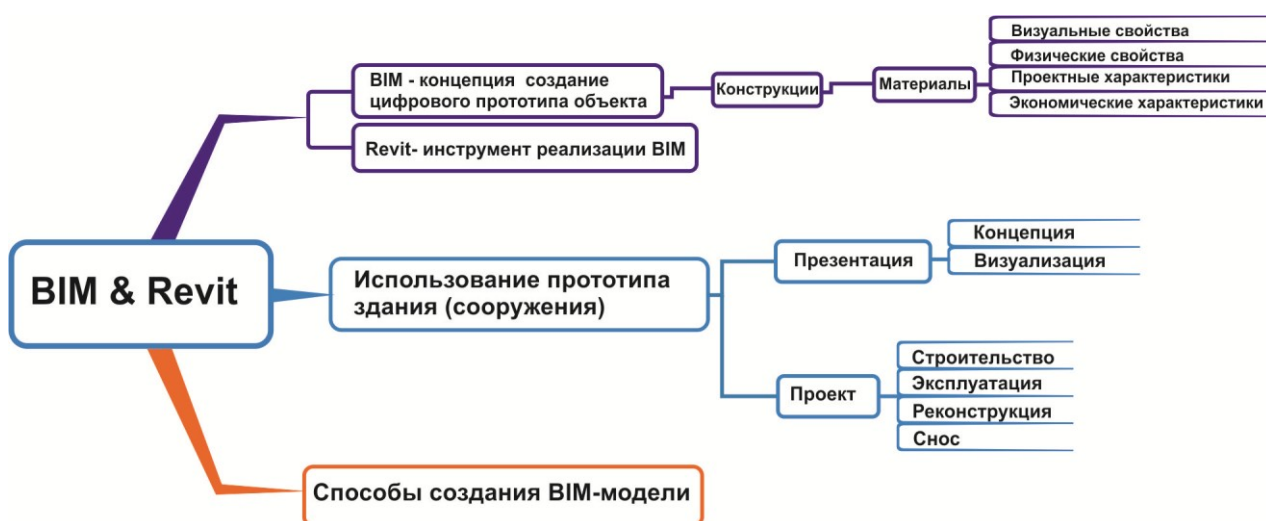 BIM & Revit
BIM - концепция создание
цифрового прототипа объекта
Конструкции
Материалы
Визуальные свойства
Физические свойства
Проектные характеристики
Экономические характеристики
Revit- инструмент реализации BIM
Использование прототипа
здания (сооружения)
Презентация
Концепция
Визуализация
Проект
Строительство
Эксплуатация
Реконструкция
Снос
Способы создания BIM-модели